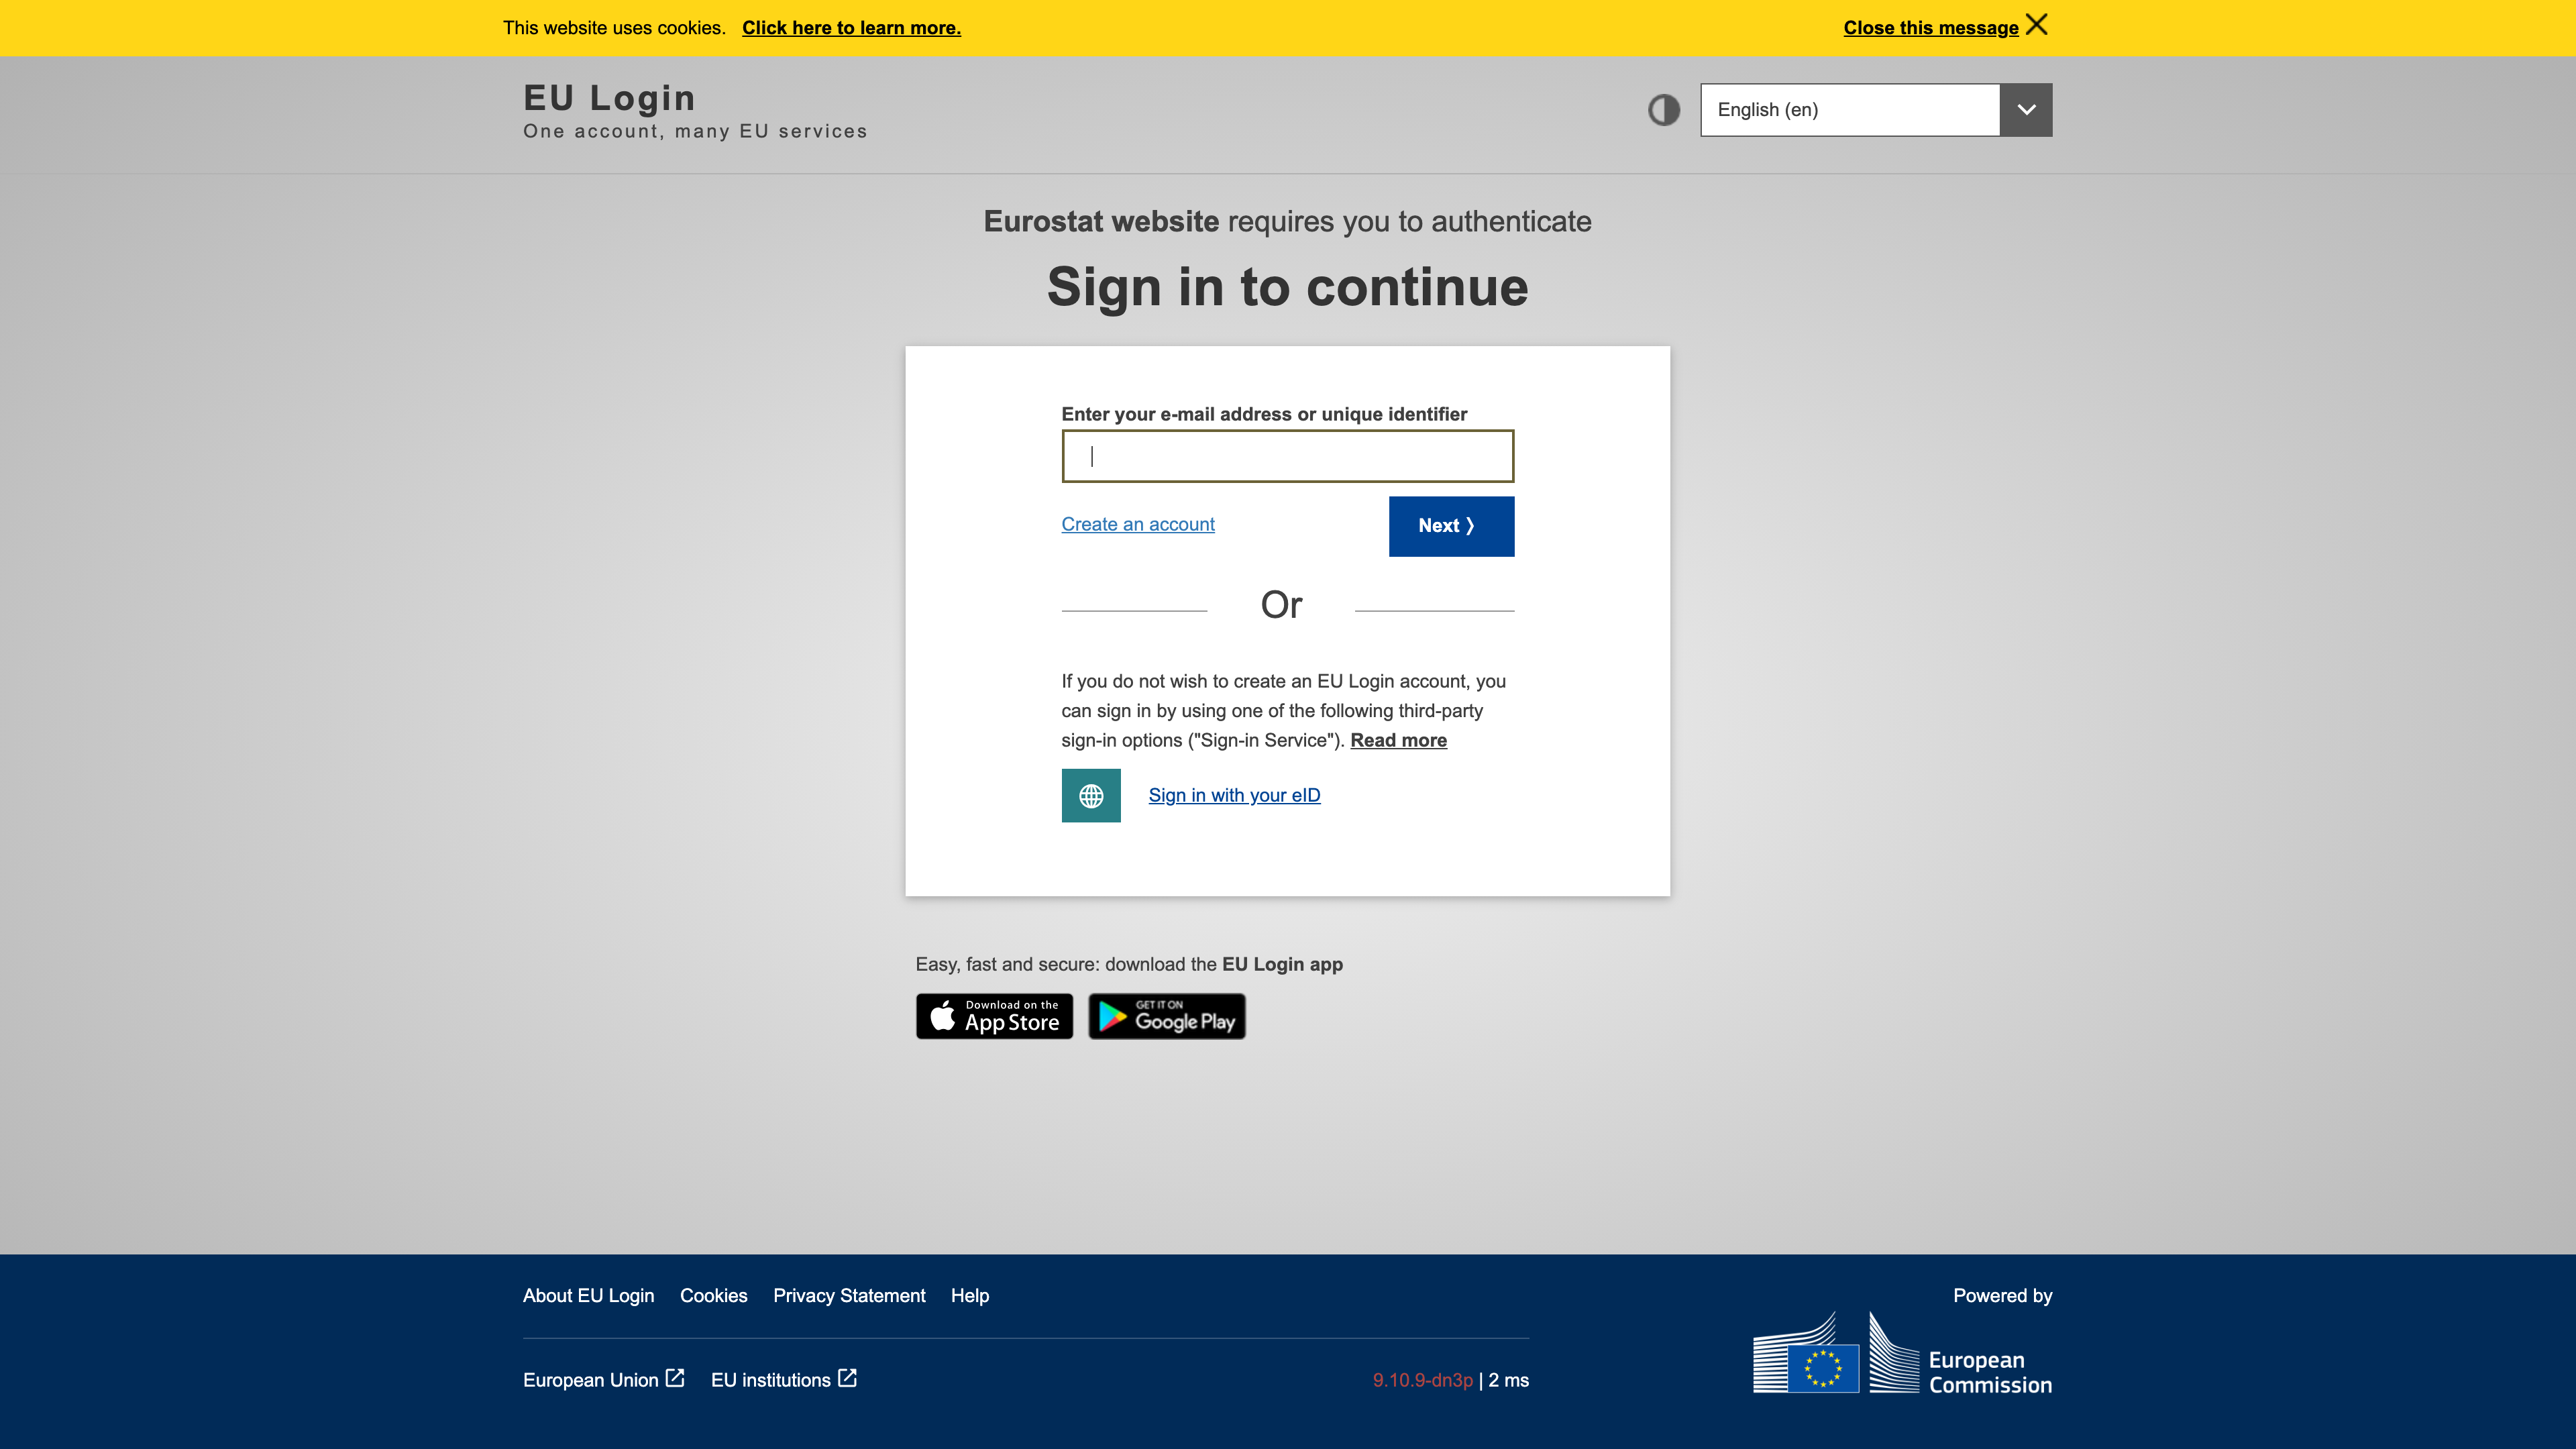 This website uses cookies. Click here to learn more.
Close this message
EU Login
One account, many EU services
English (en)
Eurostat website requires you to authenticate
Sign in to continue
Enter your e-mail address or unique identifier
Create an account
Next ⟩
Or
If you do not wish to create an EU Login account, you
can sign in by using one of the following third-party
sign-in options ("Sign-in Service"). Read more
Sign in with your eID
Easy, fast and secure: download the EU Login app
Download on the
App Store
GET IT ON
Google Play
About EU Login Cookies Privacy Statement Help
Powered by
European Union EU institutions
9.10.9-dn3p | 2 ms
European
Commission